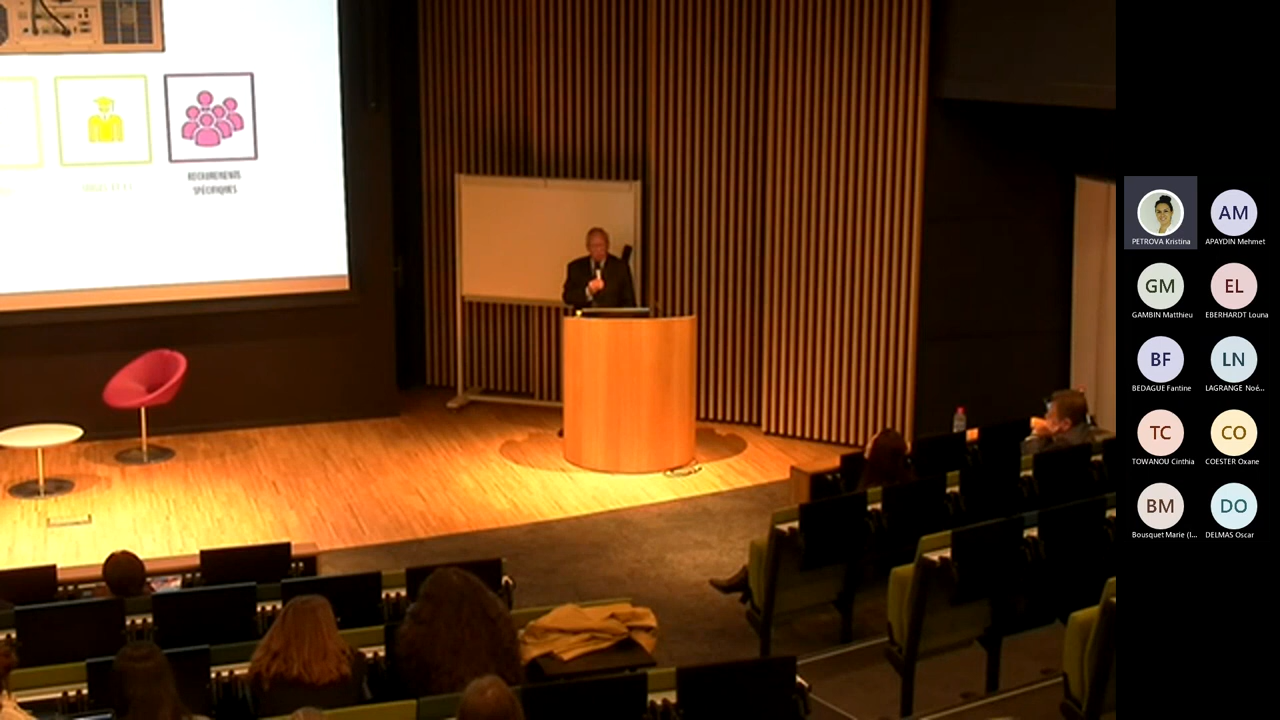 RECRUTEMENTS
SPÉCIFIQUES
PETROVA Kristina
AM
APAYDIN Mehmet
GM
GAMBIN Matthieu
EL
EBERHARDT Louna
BF
BEDAGUE Fantine
LN
LAGRANGE Noé...
TC
TOWANOU Cinthia
CO
COESTER Oxane
BM
Bousquet Marie (I...
DO
DELMAS Oscar